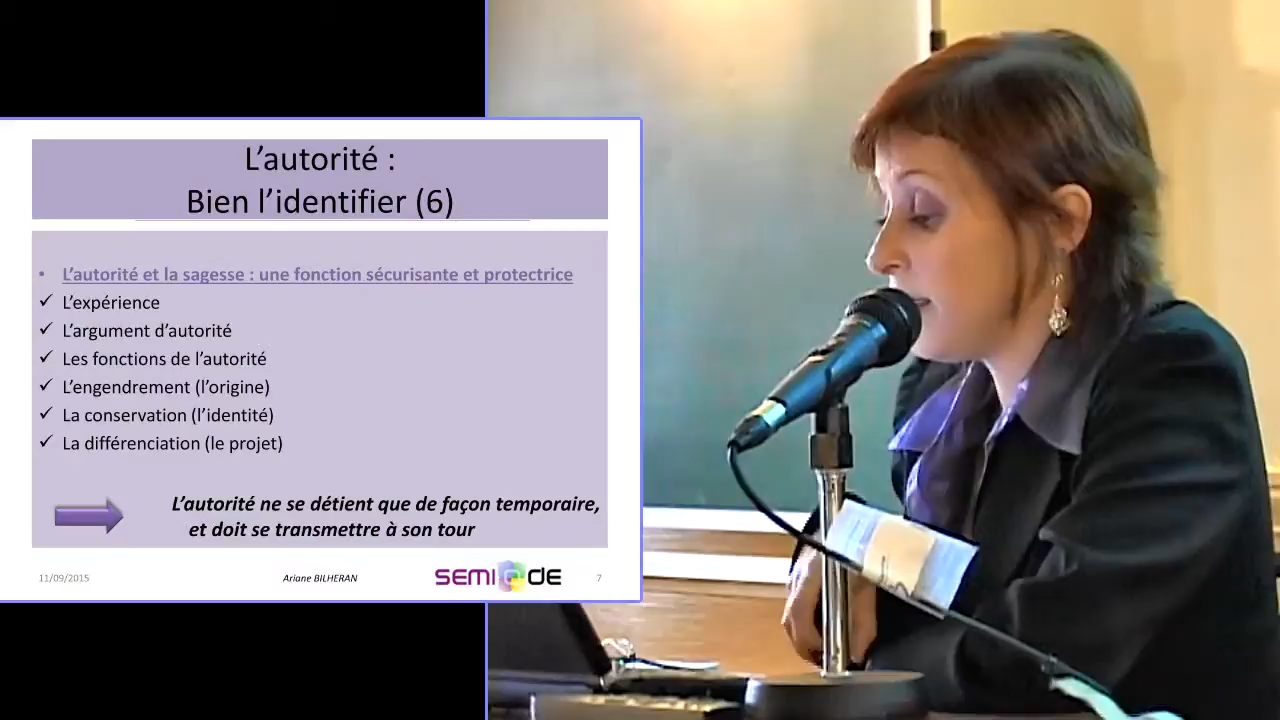 L’autorité :
Bien l’identifier (6)
• L’autorité et la sagesse : une fonction sécurisante et protectrice
✓ L’expérience
✓ L’argument d’autorité
✓ Les fonctions de l’autorité
✓ L’engendrement (l’origine)
✓ La conservation (l’identité)
✓ La différenciation (le projet)
L’autorité ne se détient que de façon temporaire,
et doit se transmettre à son tour
11/09/2015 Ariane BILHERAN SEMIODE 7